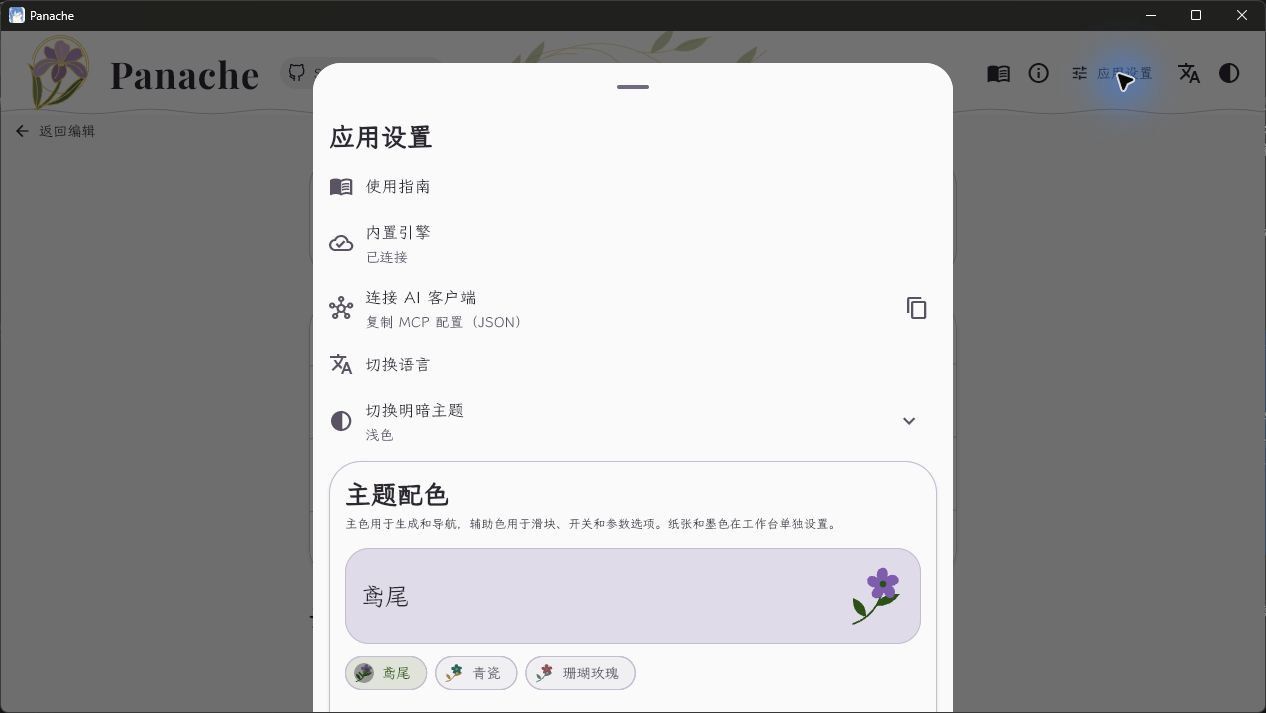 Panache
Panache
应用设置
返回编辑
应用设置
使用指南
内置引擎
已连接
连接 AI 客户端
复制 MCP 配置（JSON）
切换语言
切换明暗主题
浅色
主题配色
主色用于生成和导航，辅助色用于滑块、开关和参数选项。纸张和墨色在工作台单独设置。
鸢尾
鸢尾
青瓷
珊瑚玫瑰